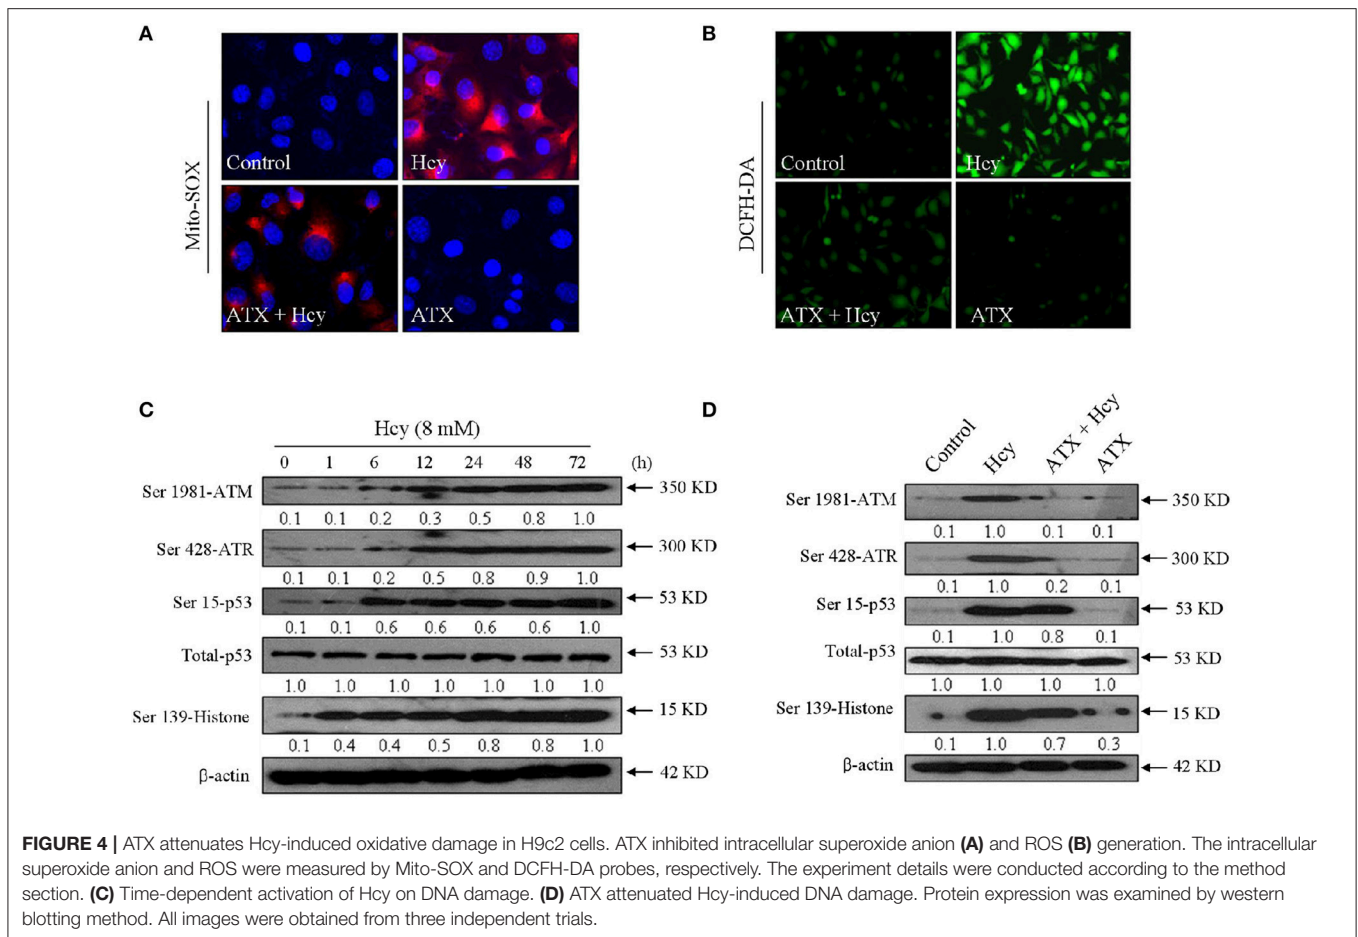 A
Mito-SOX
Control
Hcy
ATX + Hcy
ATX
B
DCFH-DA
Control
Hcy
ATX + Hcy
ATX
C
Hcy (8 mM)
0 1 6 12 24 48 72 (h)
Ser 1981-ATM 350 KD
0.1 0.1 0.2 0.3 0.5 0.8 1.0
Ser 428-ATR 300 KD
0.1 0.1 0.2 0.5 0.8 0.9 1.0
Ser 15-p53 53 KD
0.1 0.1 0.6 0.6 0.6 0.6 1.0
Total-p53 53 KD
1.0 1.0 1.0 1.0 1.0 1.0 1.0
Ser 139-Histone 15 KD
0.1 0.4 0.4 0.5 0.8 0.8 1.0
β-actin 42 KD
D
Control Hcy ATX + Hcy ATX
Ser 1981-ATM 350 KD
0.1 1.0 0.1 0.1
Ser 428-ATR 300 KD
0.1 1.0 0.2 0.1
Ser 15-p53 53 KD
0.1 1.0 0.8 0.1
Total-p53 53 KD
1.0 1.0 1.0 1.0
Ser 139-Histone 15 KD
0.1 1.0 0.7 0.3
β-actin 42 KD
FIGURE 4 | ATX attenuates Hcy-induced oxidative damage in H9c2 cells. ATX inhibited intracellular superoxide anion (A) and ROS (B) generation. The intracellular
superoxide anion and ROS were measured by Mito-SOX and DCFH-DA probes, respectively. The experiment details were conducted according to the method
section. (C) Time-dependent activation of Hcy on DNA damage. (D) ATX attenuated Hcy-induced DNA damage. Protein expression was examined by western
blotting method. All images were obtained from three independent trials.